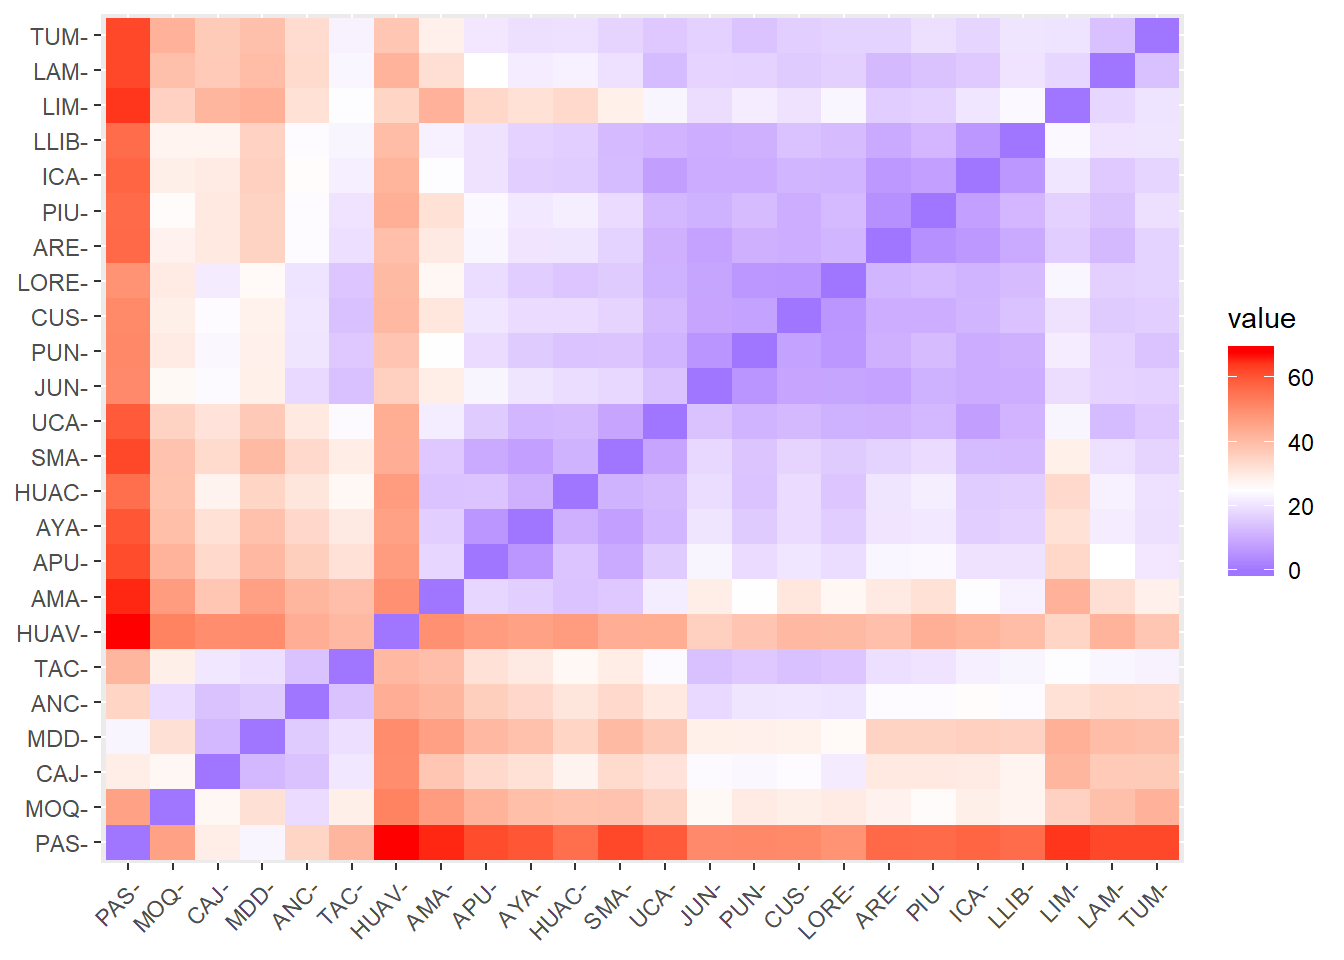 TUM-
LAM-
LIM-
LLIB-
ICA-
PIU-
ARE-
LORE-
CUS-
PUN-
JUN-
UCA-
SMA-
HUAC-
AYA-
APU-
AMA-
HUAV-
TAC-
ANC-
MDD-
CAJ-
MOQ-
PAS-
PAS- MOQ- CAJ- MDD- ANC- TAC- HUAV- AMA- APU- AYA- HUAC- SMA- UCA- JUN- PUN- CUS- LORE- ARE- PIU- ICA- LLIB- LIM- LAM- TUM-
value
60
40
20
0